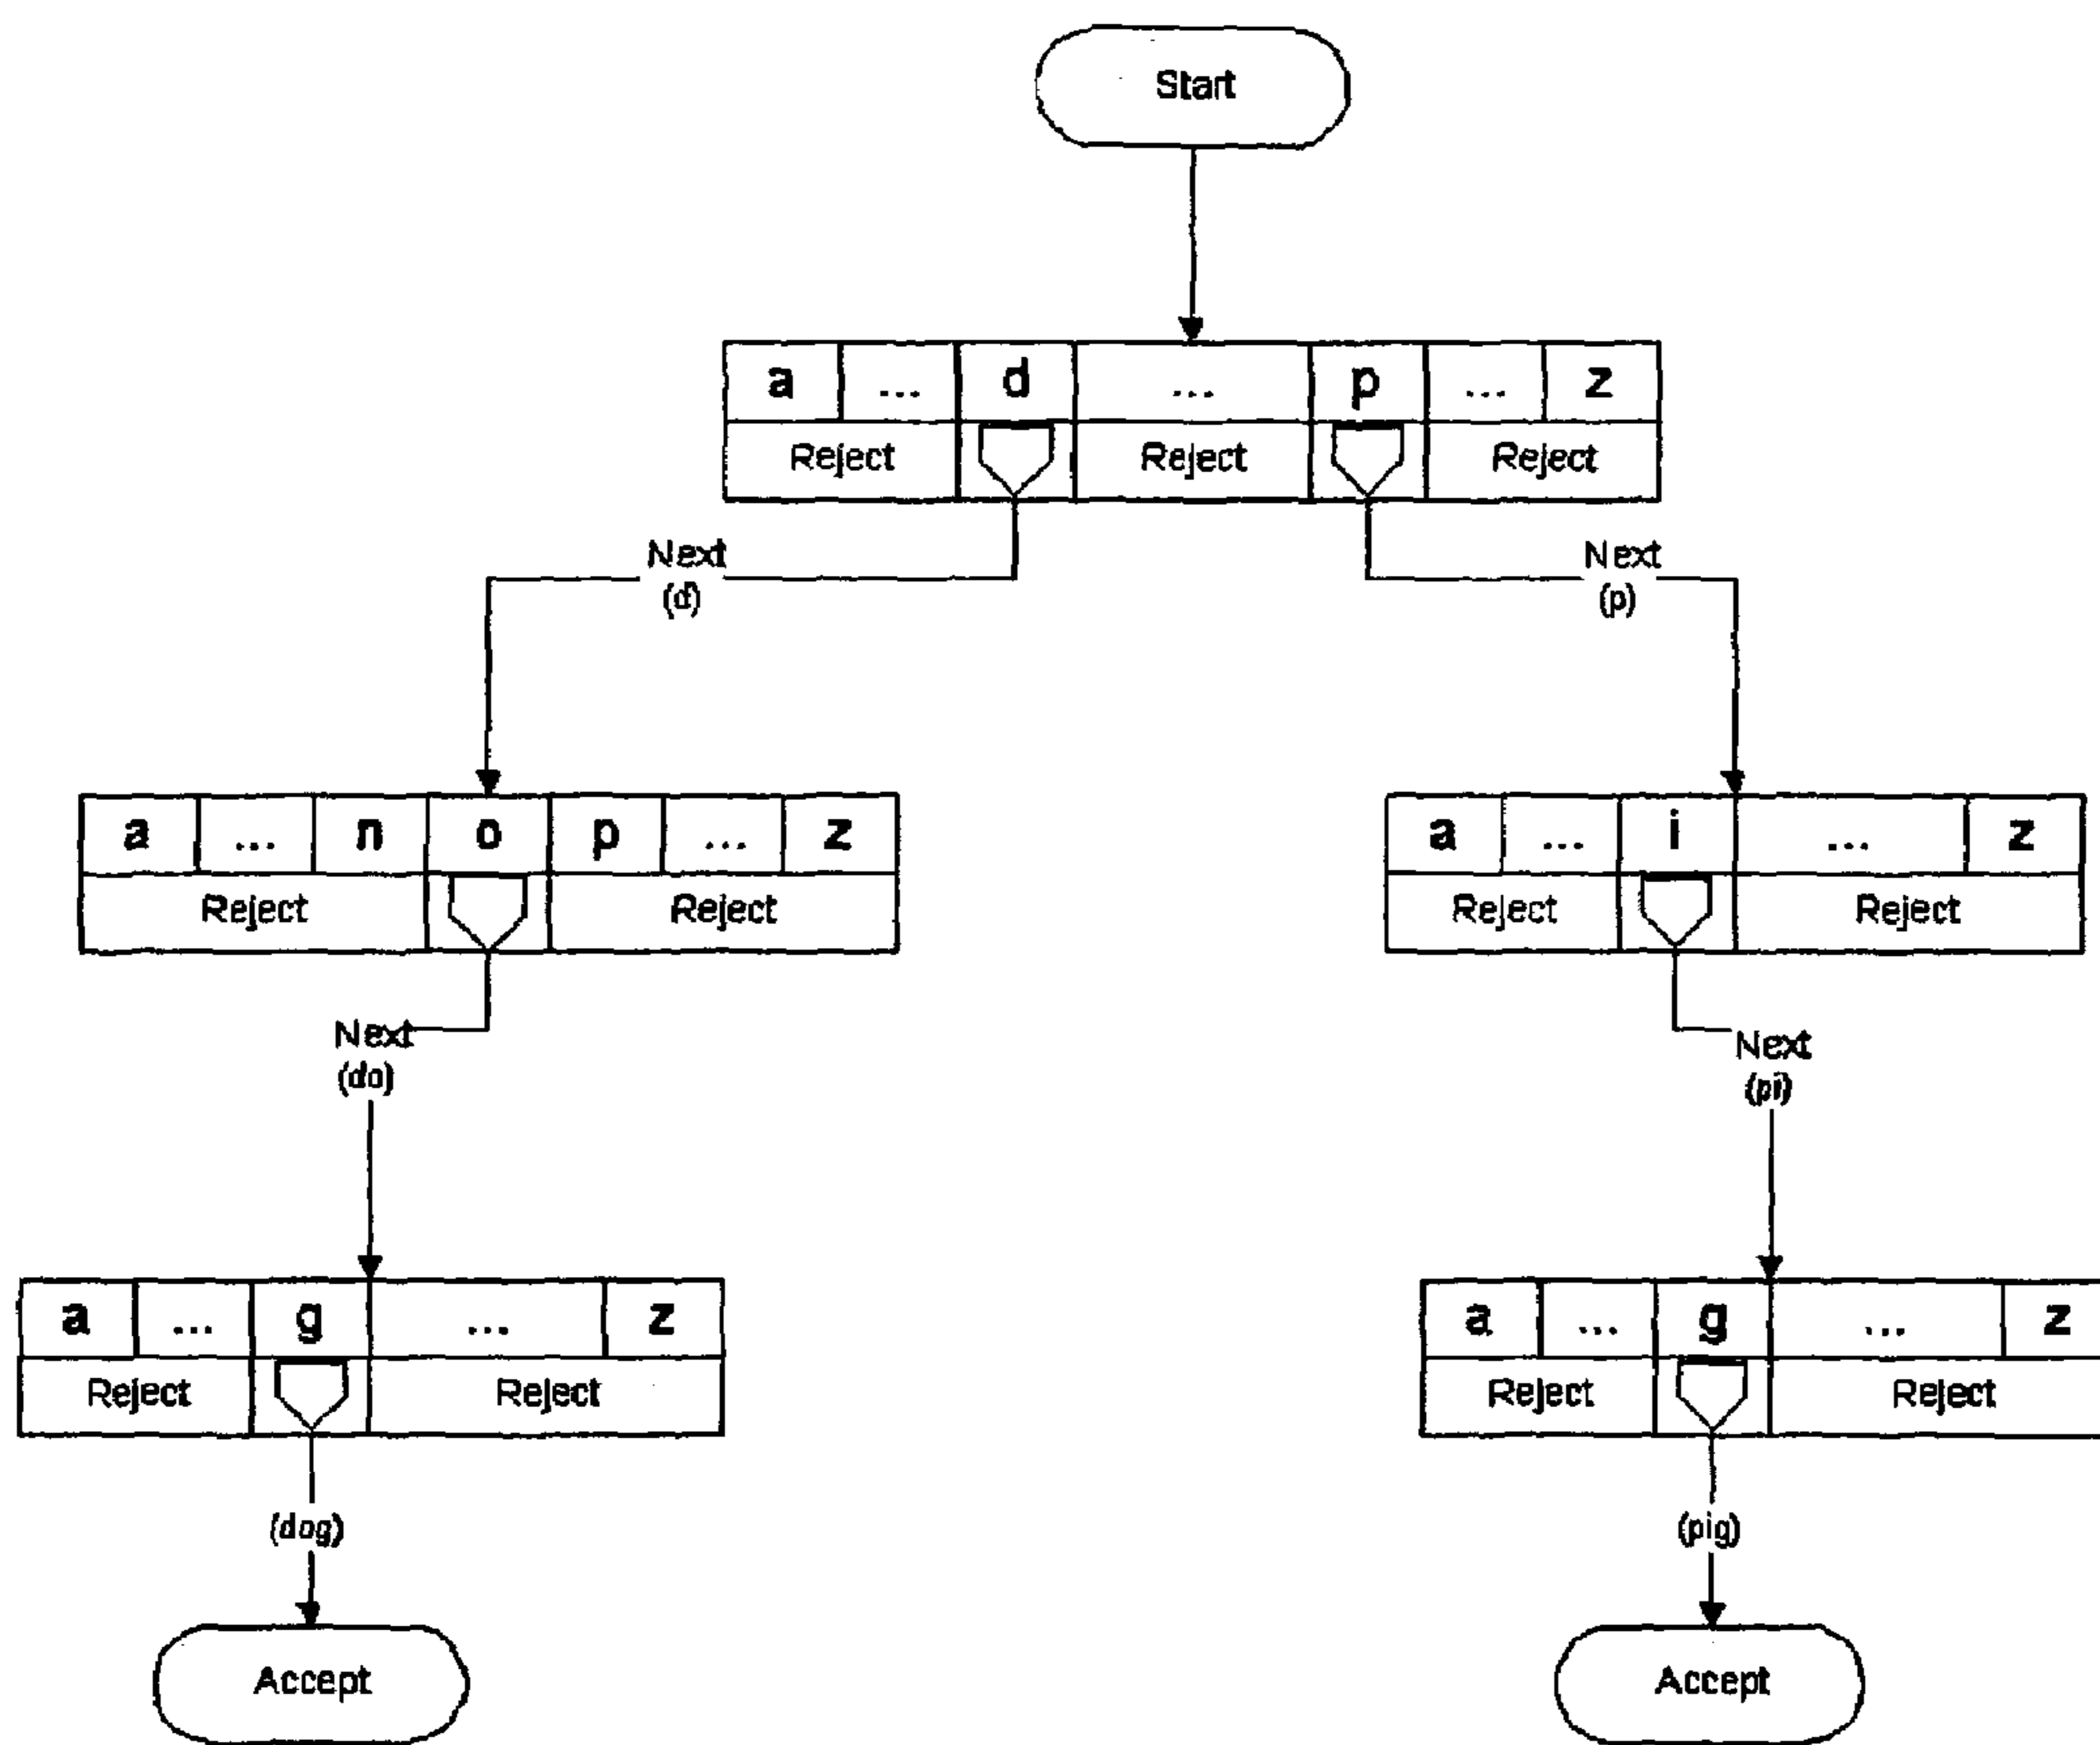 Start
a ... d ... p ... z
Reject Reject Reject
Next
(d)
Next
(p)
a ... n o p ... z
Reject Reject
a ... i ... z
Reject Reject
Next
(do)
Next
(pi)
a ... g ... z
Reject Reject
a ... g ... z
Reject Reject
(dog)
(pig)
Accept
Accept